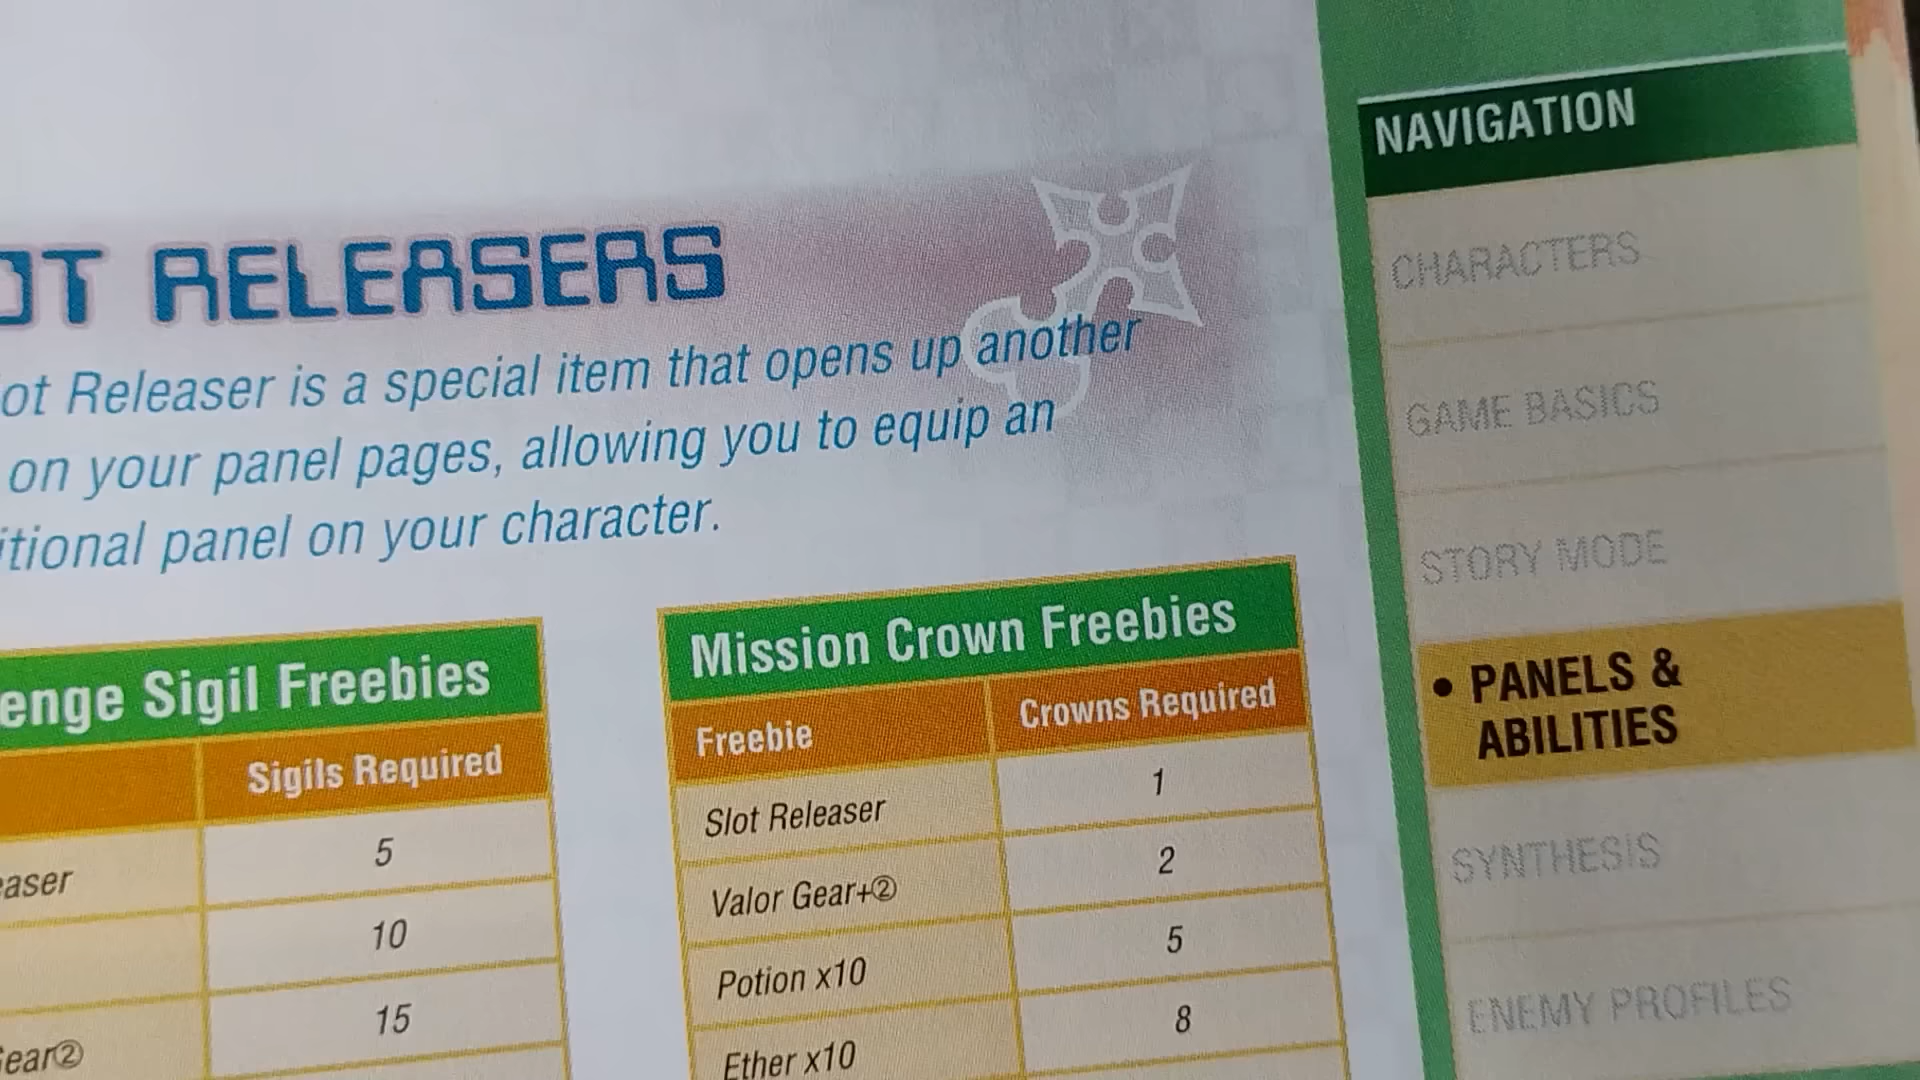 OT RELEASERS
ot Releaser is a special item that opens up another
on your panel pages, allowing you to equip an
itional panel on your character.
enge Sigil Freebies
Sigils Required
easer 5
10
Gear② 15
Mission Crown Freebies
Freebie Crowns Required
Slot Releaser 1
Valor Gear+② 2
Potion x10 5
Ether x10 8
NAVIGATION
CHARACTERS
GAME BASICS
STORY MODE
• PANELS &
ABILITIES
SYNTHESIS
ENEMY PROFILES